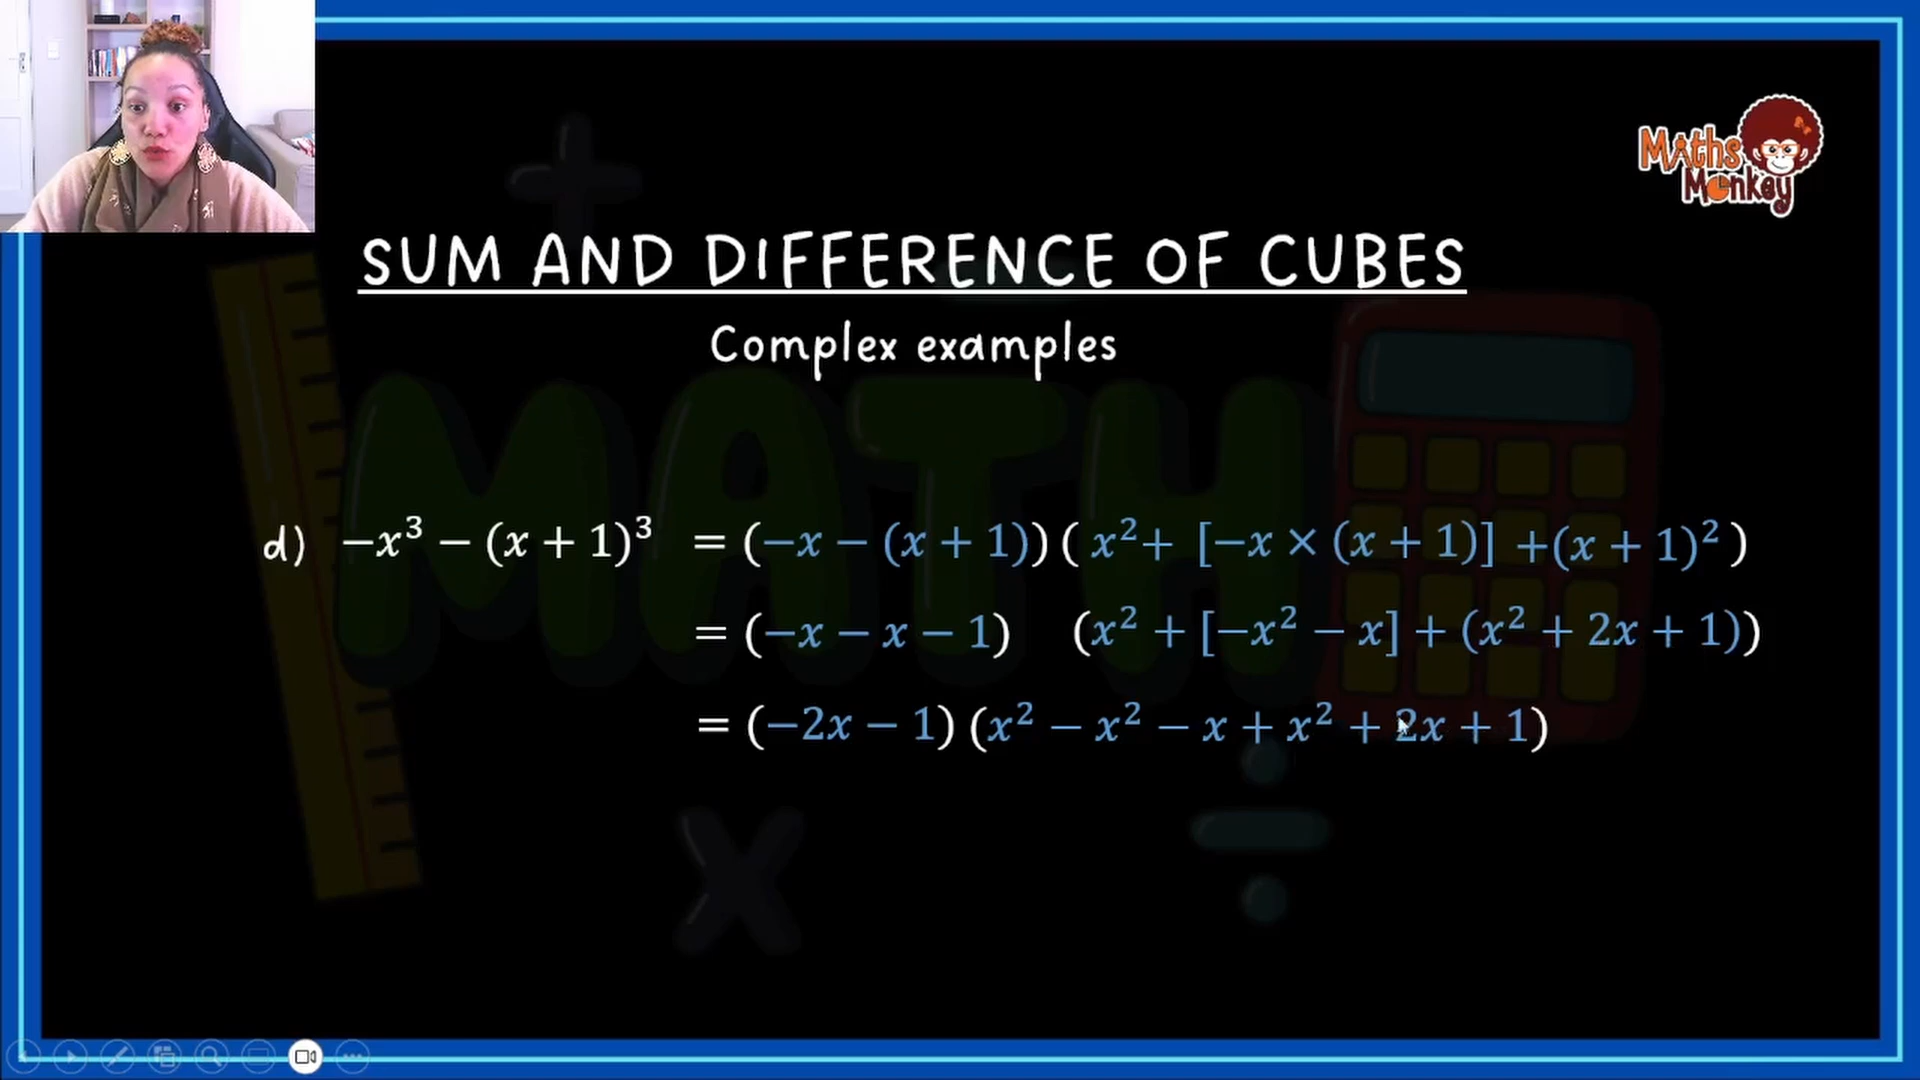 Maths
Monkey
SUM AND DIFFERENCE OF CUBES
Complex examples
MATH
d) −x³ − (x + 1)³ = (−x − (x + 1)) ( x² + [−x × (x + 1)] +(x + 1)² )
= (−x − x − 1) (x² + [−x² − x] + (x² + 2x + 1))
= (−2x − 1) (x² − x² − x + x² + 2x + 1)